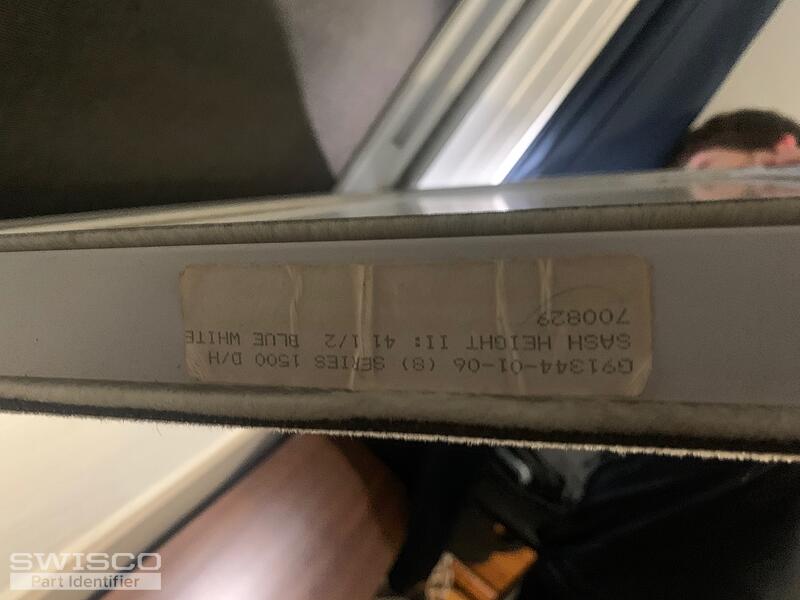 G91344-01-06 (8) SERIES 1500 D/H
SASH HEIGHT II: 41 1/2 BLUE WHITE
700829
SWISCO
Part Identifier